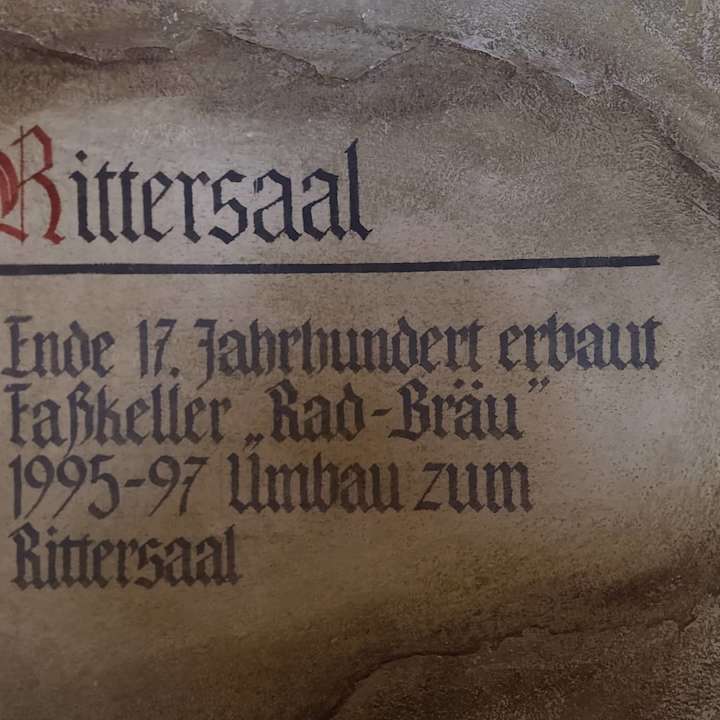 Rittersaal
Ende 17. Jahrhundert erbaut
Faßkeller „Rad-Bräu”
1995-97 Umbau zum
Rittersaal